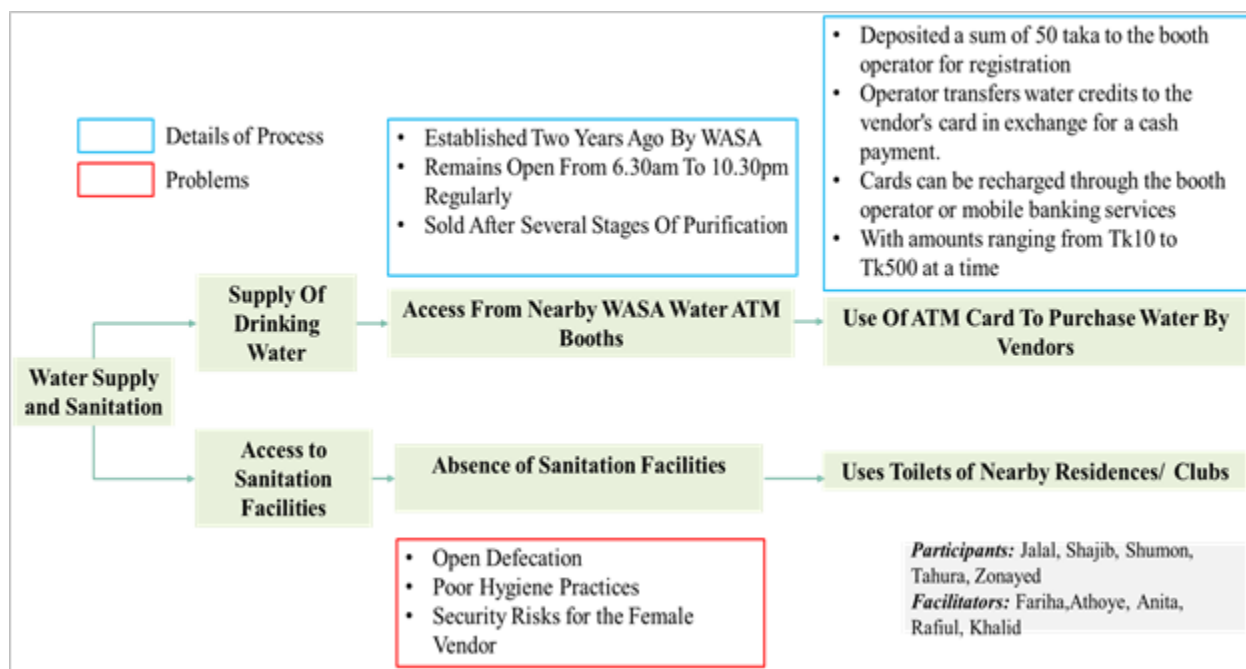 Details of Process
Problems
• Established Two Years Ago By WASA
• Remains Open From 6.30am To 10.30pm
Regularly
• Sold After Several Stages Of Purification
• Deposited a sum of 50 taka to the booth
operator for registration
• Operator transfers water credits to the
vendor's card in exchange for a cash
payment.
• Cards can be recharged through the booth
operator or mobile banking services
• With amounts ranging from Tk10 to
Tk500 at a time
Water Supply
and Sanitation
Supply Of
Drinking
Water
Access From Nearby WASA Water ATM
Booths
Use Of ATM Card To Purchase Water By
Vendors
Access to
Sanitation
Facilities
Absence of Sanitation Facilities
Uses Toilets of Nearby Residences/ Clubs
• Open Defecation
• Poor Hygiene Practices
• Security Risks for the Female
Vendor
Participants: Jalal, Shajib, Shumon,
Tahura, Zonayed
Facilitators: Fariha,Athoye, Anita,
Rafiul, Khalid